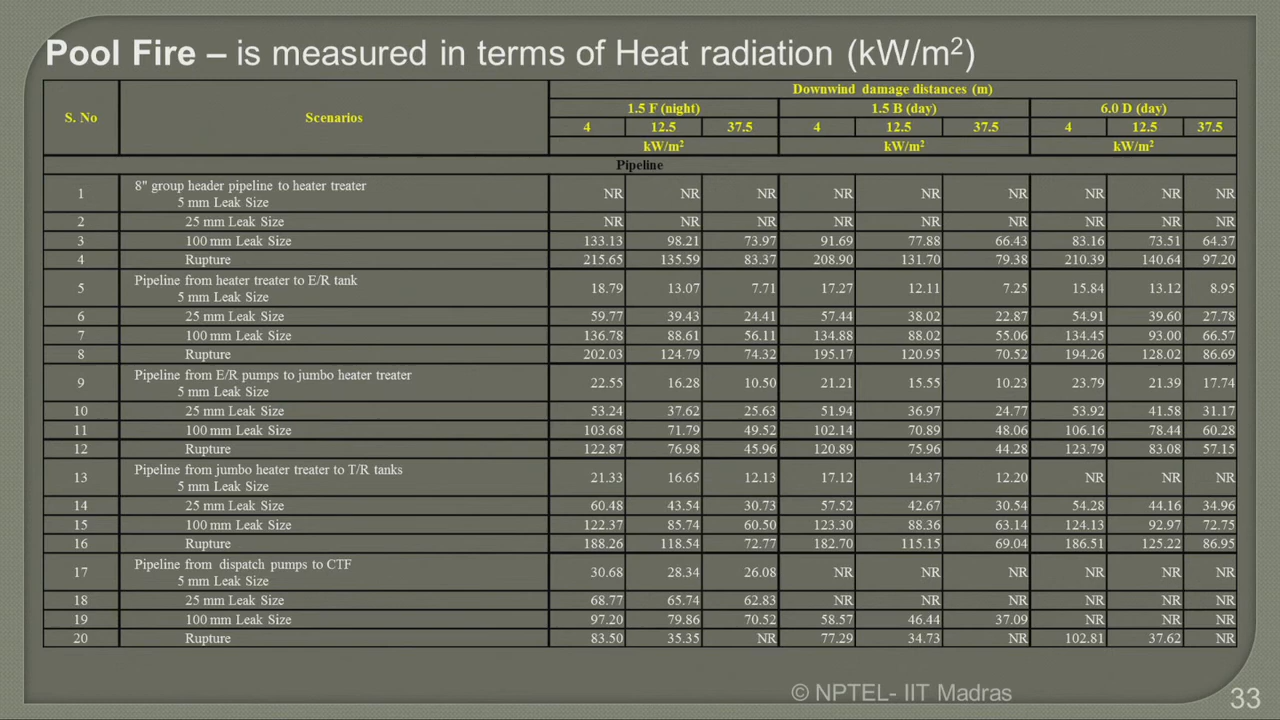 Pool Fire – is measured in terms of Heat radiation (kW/m²)
S. No Scenarios Downwind damage distances (m)
1.5 F (night) 1.5 B (day) 6.0 D (day)
4 12.5 37.5 4 12.5 37.5 4 12.5 37.5
kW/m² kW/m² kW/m²
Pipeline
1 8" group header pipeline to heater treater
5 mm Leak Size NR NR NR NR NR NR NR NR NR
2 25 mm Leak Size NR NR NR NR NR NR NR NR NR
3 100 mm Leak Size 133.13 98.21 73.97 91.69 77.88 66.43 83.16 73.51 64.37
4 Rupture 215.65 135.59 83.37 208.90 131.70 79.38 210.39 140.64 97.20
5 Pipeline from heater treater to E/R tank
5 mm Leak Size 18.79 13.07 7.71 17.27 12.11 7.25 15.84 13.12 8.95
6 25 mm Leak Size 59.77 39.43 24.41 57.44 38.02 22.87 54.91 39.60 27.78
7 100 mm Leak Size 136.78 88.61 56.11 134.88 88.02 55.06 134.45 93.00 66.57
8 Rupture 202.03 124.79 74.32 195.17 120.95 70.52 194.26 128.02 86.69
9 Pipeline from E/R pumps to jumbo heater treater
5 mm Leak Size 22.55 16.28 10.50 21.21 15.55 10.23 23.79 21.39 17.74
10 25 mm Leak Size 53.24 37.62 25.63 51.94 36.97 24.77 53.92 41.58 31.17
11 100 mm Leak Size 103.68 71.79 49.52 102.14 70.89 48.06 106.16 78.44 60.28
12 Rupture 122.87 76.98 45.96 120.89 75.96 44.28 123.79 83.08 57.15
13 Pipeline from jumbo heater treater to T/R tanks
5 mm Leak Size 21.33 16.65 12.13 17.12 14.37 12.20 NR NR NR
14 25 mm Leak Size 60.48 43.54 30.73 57.52 42.67 30.54 54.28 44.16 34.96
15 100 mm Leak Size 122.37 85.74 60.50 123.30 88.36 63.14 124.13 92.97 72.75
16 Rupture 188.26 118.54 72.77 182.70 115.15 69.04 186.51 125.22 86.95
17 Pipeline from dispatch pumps to CTF
5 mm Leak Size 30.68 28.34 26.08 NR NR NR NR NR NR
18 25 mm Leak Size 68.77 65.74 62.83 NR NR NR NR NR NR
19 100 mm Leak Size 97.20 79.86 70.52 58.57 46.44 37.09 NR NR NR
20 Rupture 83.50 35.35 NR 77.29 34.73 NR 102.81 37.62 NR
© NPTEL- IIT Madras
33